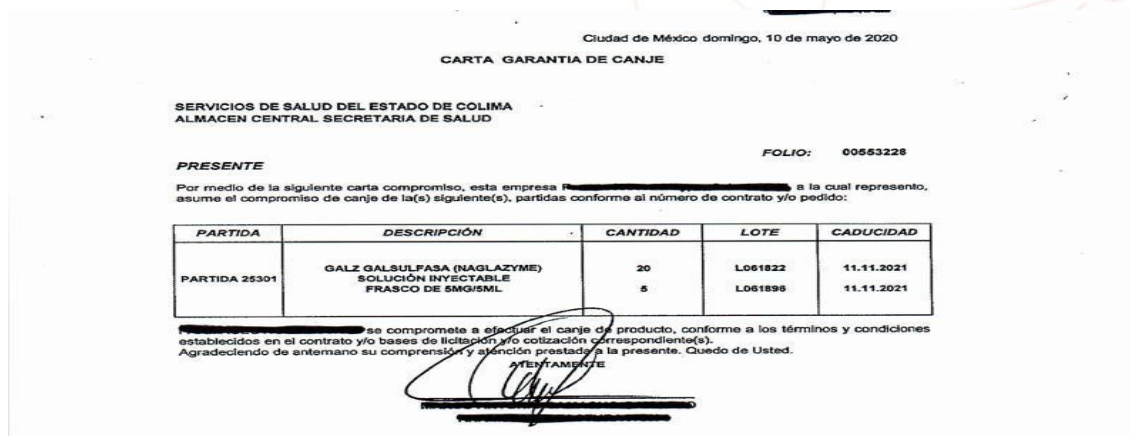 Ciudad de México domingo, 10 de mayo de 2020
CARTA GARANTIA DE CANJE
SERVICIOS DE SALUD DEL ESTADO DE COLIMA
ALMACEN CENTRAL SECRETARIA DE SALUD
FOLIO: 00553228
PRESENTE
Por medio de la siguiente carta compromiso, esta empresa a la cual represento,
asume el compromiso de canje de la(s) siguiente(s), partidas conforme al número de contrato y/o pedido:
PARTIDA DESCRIPCIÓN CANTIDAD LOTE CADUCIDAD
PARTIDA 25301 GALZ GALSULFASA (NAGLAZYME) 20 L061822 11.11.2021
SOLUCIÓN INYECTABLE
FRASCO DE 5MG/5ML 5 L061896 11.11.2021
se compromete a efectuar el canje de producto, conforme a los términos y condiciones
establecidos en el contrato y/o bases de licitación y/o cotización correspondiente(s).
Agradeciendo de antemano su comprensión y atención prestada a la presente. Quedo de Usted.
ATENTAMENTE